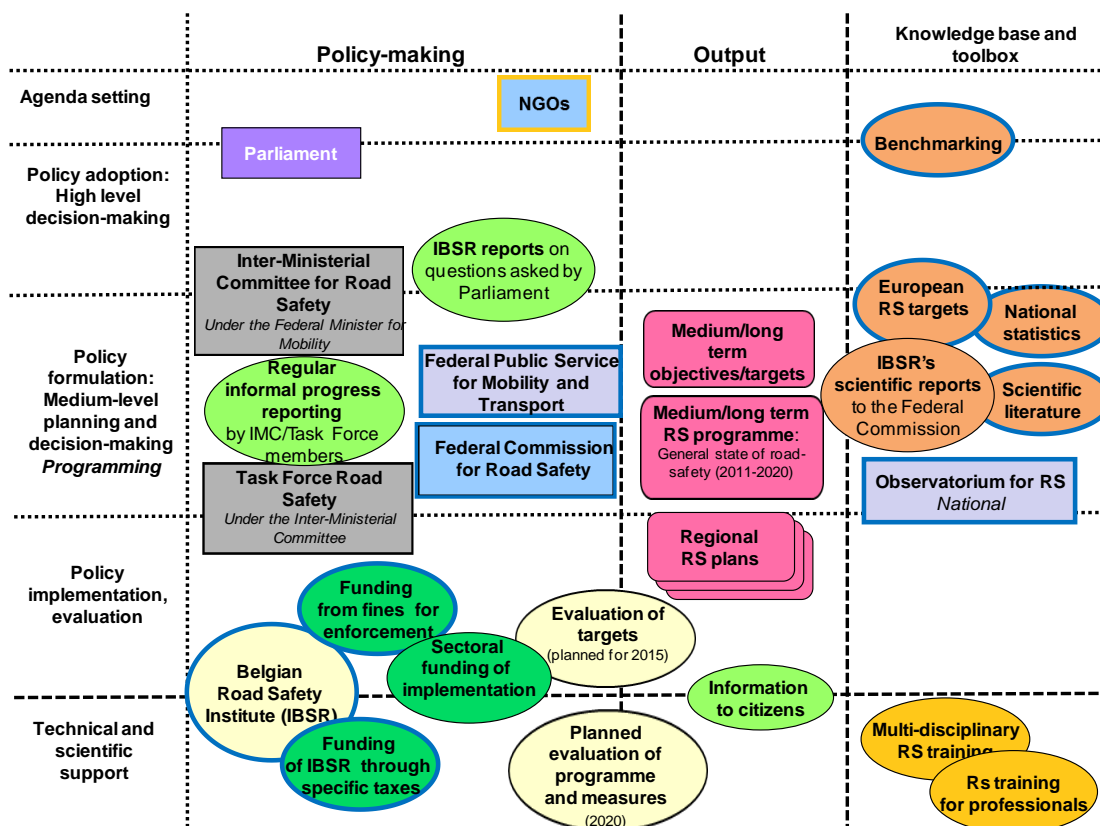 Policy-making
Output
Knowledge base and
toolbox
Agenda setting
NGOs
Parliament
Benchmarking
Policy adoption:
High level
decision-making
IBSR reports on
questions asked by
Parliament
Inter-Ministerial
Committee for Road
Safety
Under the Federal Minister for
Mobility
European
RS targets
National
statistics
Policy
formulation:
Medium-level
planning and
decision-making
Programming
Regular
informal progress
reporting
by IMC/Task Force
members
Federal Public Service
for Mobility and
Transport
Federal Commission
for Road Safety
Medium/long
term
objectives/targets
Medium/long term
RS programme:
General state of road-
safety (2011-2020)
IBSR's
scientific reports
to the Federal
Commission
Scientific
literature
Observatorium for RS
National
Task Force Road
Safety
Under the Inter-Ministerial
Committee
Regional
RS plans
Policy
implementation,
evaluation
Funding
from fines for
enforcement
Sectoral
funding of
implementation
Evaluation of
targets
(planned for 2015)
Belgian
Road Safety
Institute (IBSR)
Information
to citizens
Technical and
scientific
support
Funding
of IBSR through
specific taxes
Planned
evaluation of
programme
and measures
(2020)
Multi-disciplinary
RS training
Rs training
for professionals